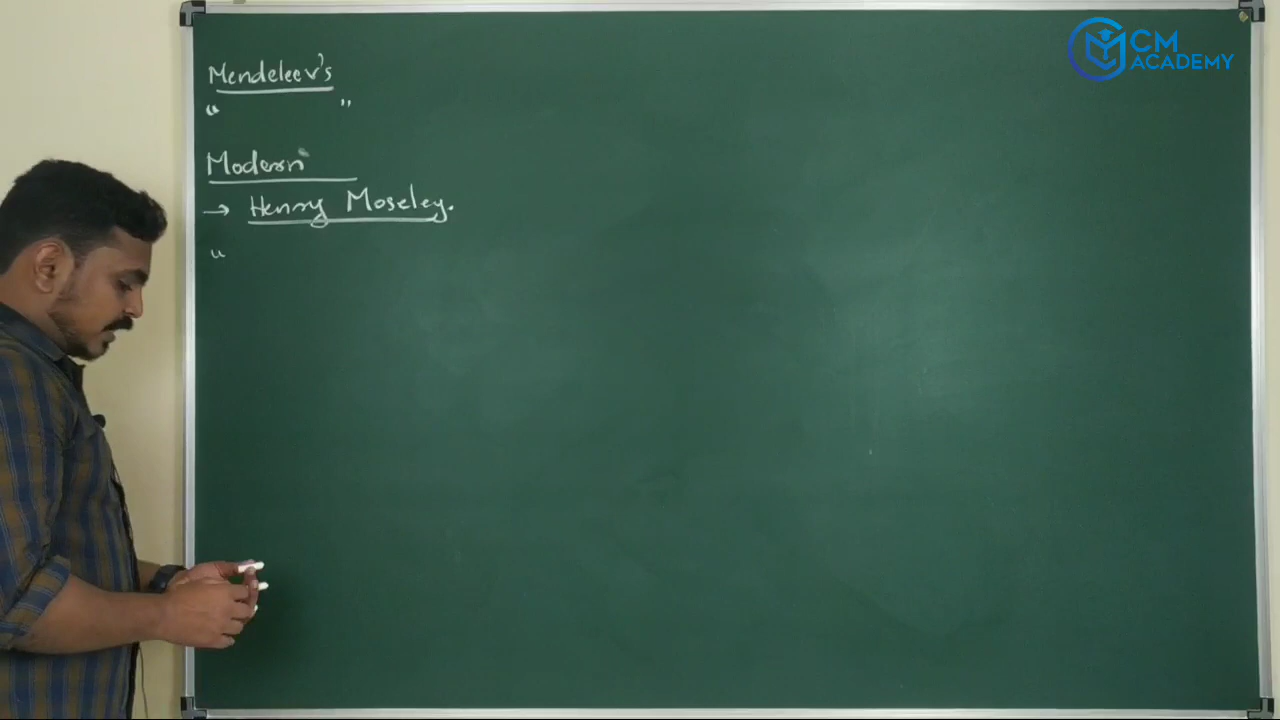 Mendeleev's
“ ”
Modern
→ Henry Moseley.
“
CM
ACADEMY